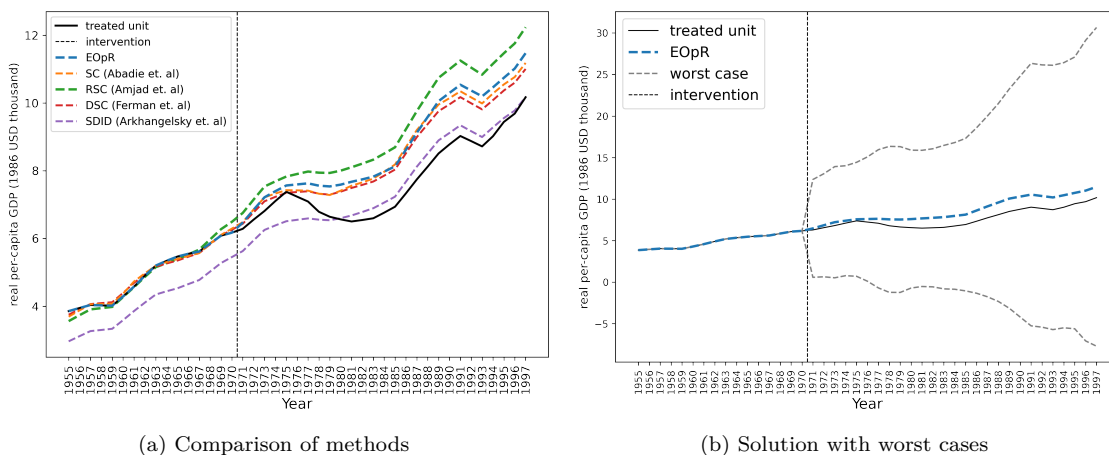 treated unit
intervention
EOpR
SC (Abadie et. al)
RSC (Amjad et. al)
DSC (Ferman et. al)
SDID (Arkhangelsky et. al)
real per-capita GDP (1986 USD thousand)
12
10
8
6
4
1955 1956 1957 1958 1959 1960 1961 1962 1963 1964 1965 1966 1967 1968 1969 1970 1971 1972 1973 1974 1975 1976 1977 1978 1979 1980 1981 1982 1983 1984 1985 1986 1987 1988 1989 1990 1991 1992 1993 1994 1995 1996 1997
Year
(a) Comparison of methods
treated unit
EOpR
worst case
intervention
real per-capita GDP (1986 USD thousand)
30
25
20
15
10
5
0
−5
1955 1956 1957 1958 1959 1960 1961 1962 1963 1964 1965 1966 1967 1968 1969 1970 1971 1972 1973 1974 1975 1976 1977 1978 1979 1980 1981 1982 1983 1984 1985 1986 1987 1988 1989 1990 1991 1992 1993 1994 1995 1996 1997
Year
(b) Solution with worst cases